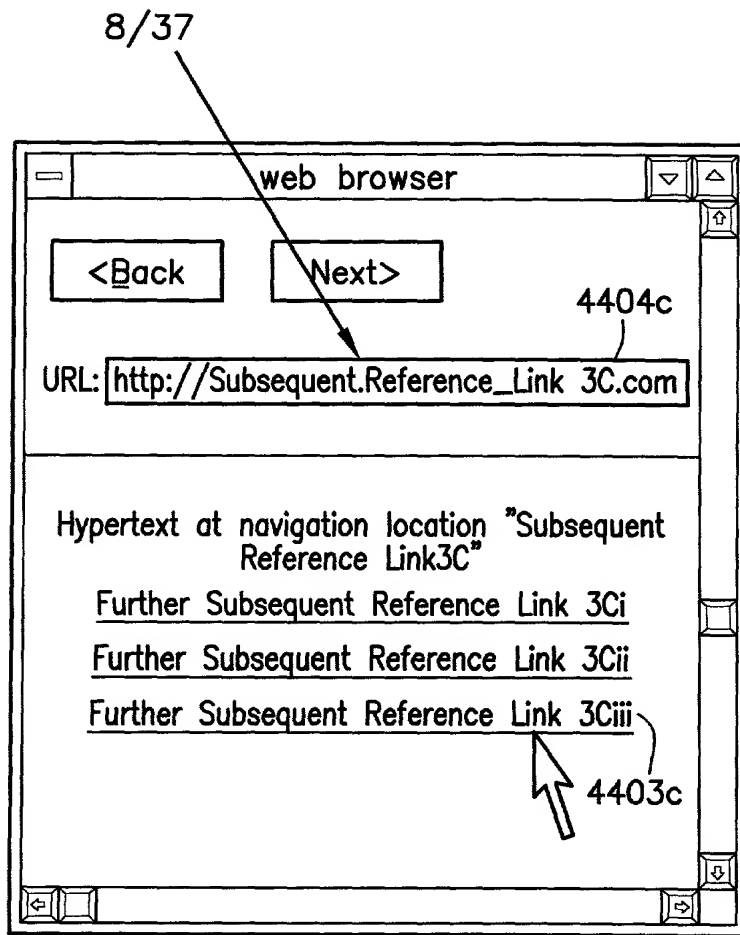 8/37
web browser
<Back
Next>
4404c
URL: http://Subsequent.Reference_Link 3C.com
Hypertext at navigation location "Subsequent
Reference Link3C"
Further Subsequent Reference Link 3Ci
Further Subsequent Reference Link 3Cii
Further Subsequent Reference Link 3Ciii
4403c